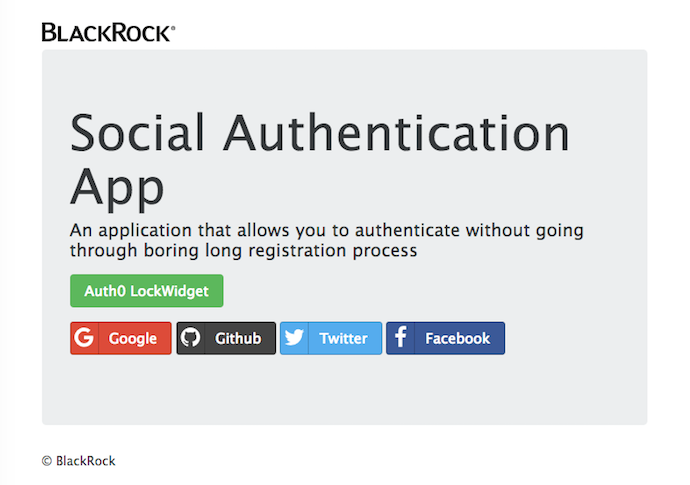 BLACKROCK®
Social Authentication
App
An application that allows you to authenticate without going
through boring long registration process
Auth0 LockWidget
Google Github Twitter Facebook
© BlackRock